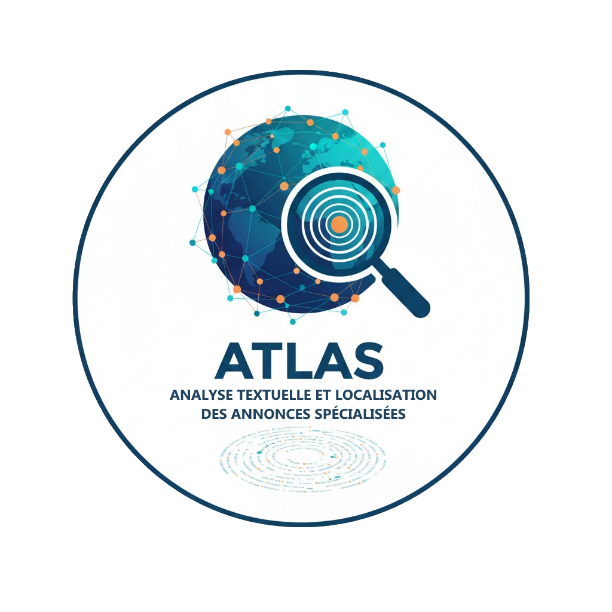 ATLAS
ANALYSE TEXTUELLE ET LOCALISATION
DES ANNONCES SPÉCIALISÉES